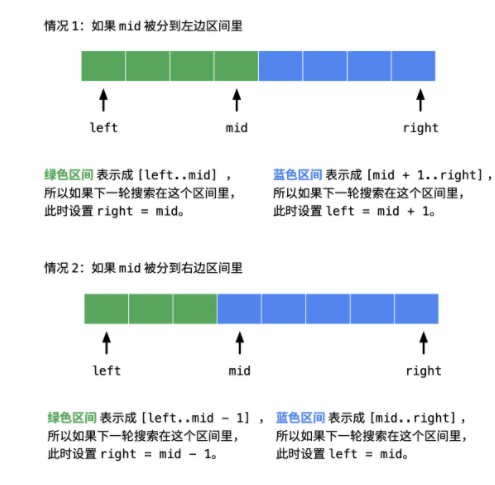 情况 1：如果 mid 被分到左边区间里
left mid right
绿色区间 表示成 [left..mid] ，
所以如果下一轮搜索在这个区间里，
此时设置 right = mid。
蓝色区间 表示成 [mid + 1..right]，
所以如果下一轮搜索在这个区间里，
此时设置 left = mid + 1。
情况 2：如果 mid 被分到右边区间里
left mid right
绿色区间 表示成 [left..mid - 1] ，
所以如果下一轮搜索在这个区间里，
此时设置 right = mid - 1。
蓝色区间 表示成 [mid..right]，
所以如果下一轮搜索在这个区间里，
此时设置 left = mid。